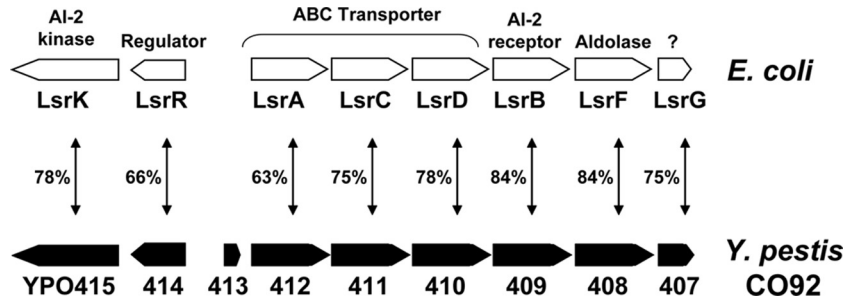 AI-2
kinase
Regulator
ABC Transporter
AI-2
receptor
Aldolase
?
E. coli
LsrK
LsrR
LsrA
LsrC
LsrD
LsrB
LsrF
LsrG
78%
66%
63%
75%
78%
84%
84%
75%
Y. pestis
YPO415
414
413
412
411
410
409
408
407
CO92